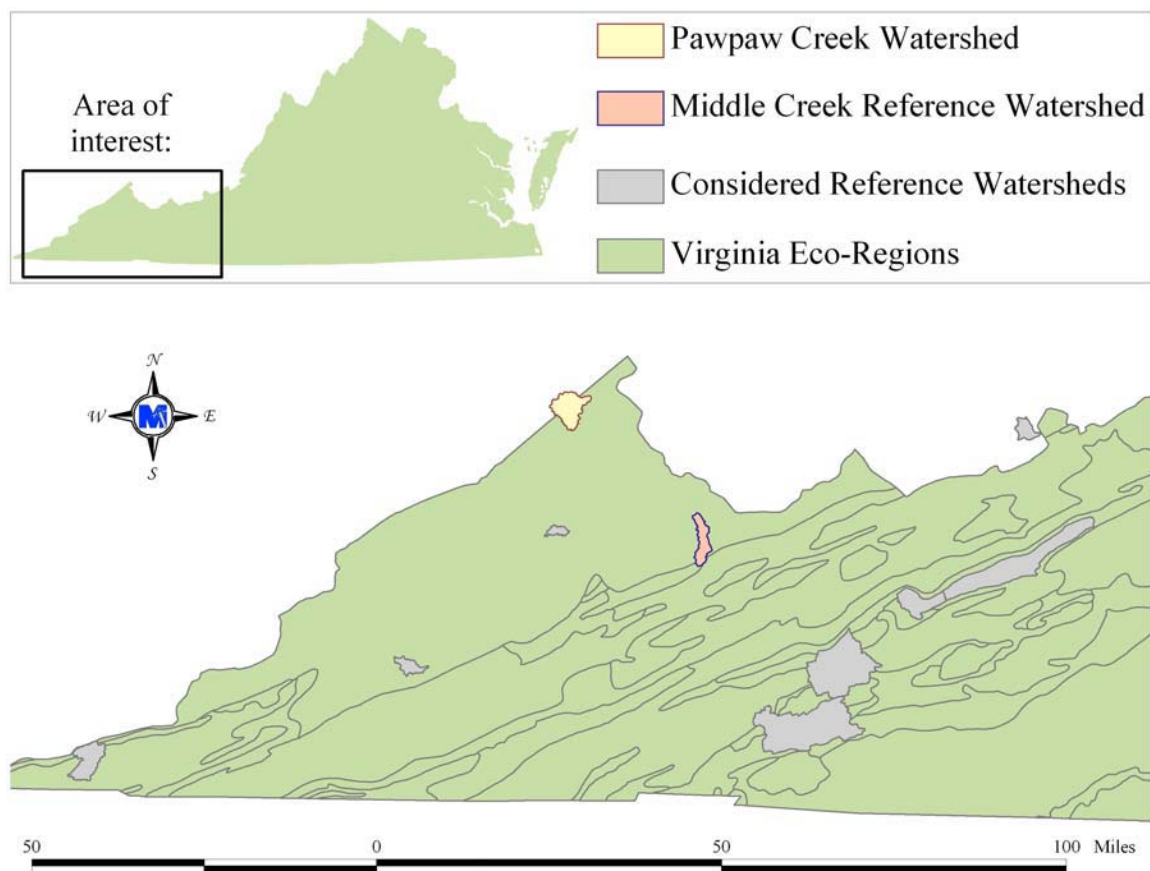 Area of
interest:
Pawpaw Creek Watershed
Middle Creek Reference Watershed
Considered Reference Watersheds
Virginia Eco-Regions
N
W
E
S
M
50 0 50 100 Miles